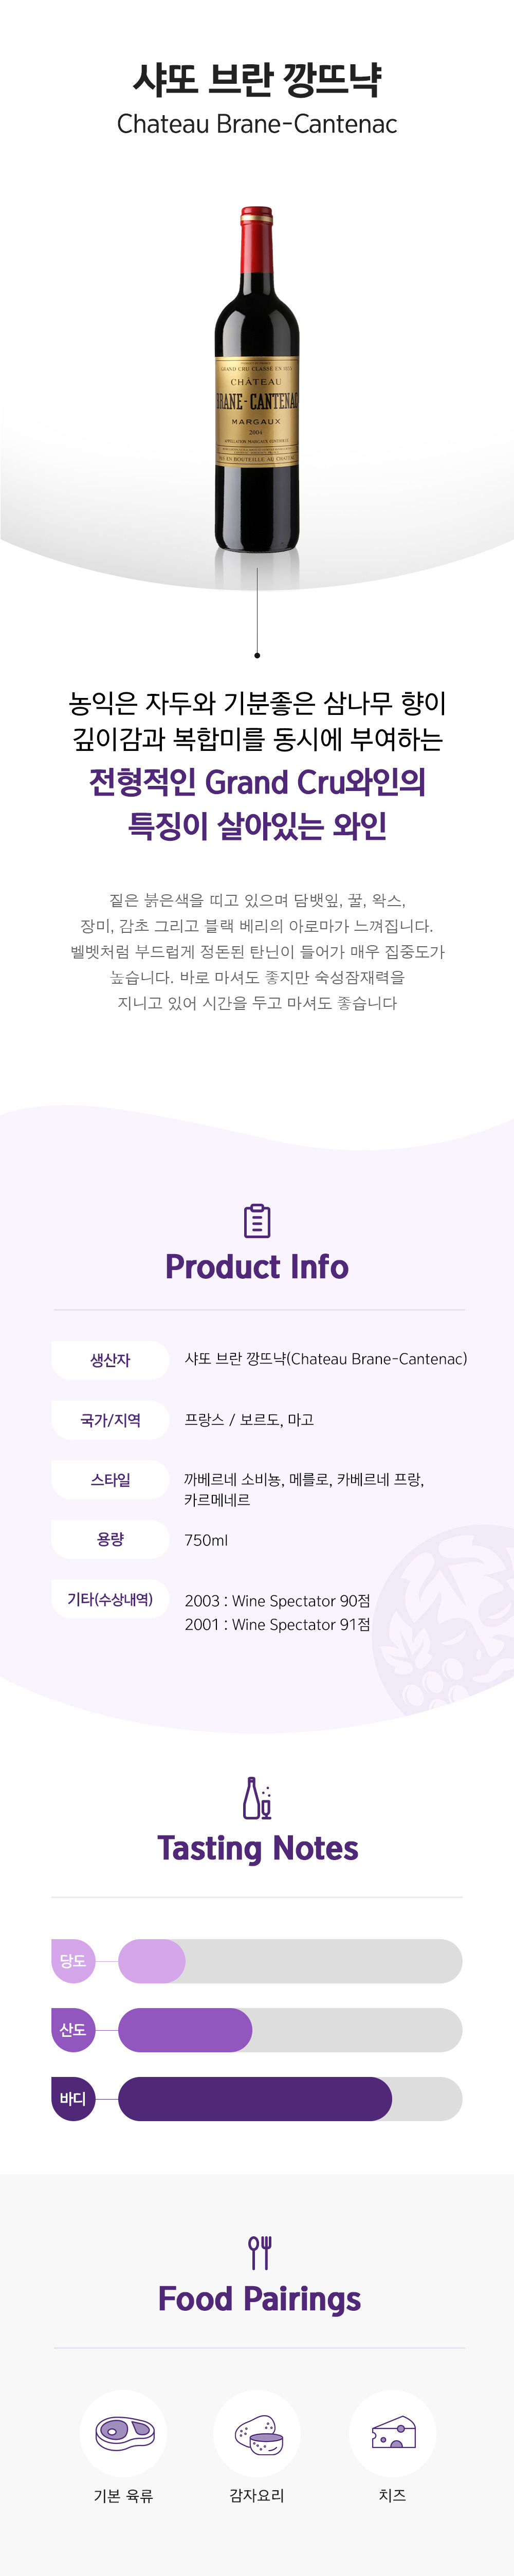 샤또 브란 깡뜨냑
Chateau Brane-Cantenac
GRAND CRU CLASSÉ EN 1855
CHÂTEAU
BRANE-CANTENAC
MARGAUX
2004
APPELLATION MARGAUX CONTRÔLÉE
MIS EN BOUTEILLE AU CHATEAU
농익은 자두와 기분좋은 삼나무 향이
깊이감과 복합미를 동시에 부여하는
전형적인 Grand Cru와인의
특징이 살아있는 와인
짙은 붉은색을 띠고 있으며 담뱃잎, 꿀, 왁스,
장미, 감초 그리고 블랙 베리의 아로마가 느껴집니다.
벨벳처럼 부드럽게 정돈된 탄닌이 들어가 매우 집중도가
높습니다. 바로 마셔도 좋지만 숙성잠재력을
지니고 있어 시간을 두고 마셔도 좋습니다
Product Info
생산자 샤또 브란 깡뜨냑(Chateau Brane-Cantenac)
국가/지역 프랑스 / 보르도, 마고
스타일 까베르네 소비뇽, 메를로, 카베르네 프랑,
카르메네르
용량 750ml
기타(수상내역) 2003 : Wine Spectator 90점
2001 : Wine Spectator 91점
Tasting Notes
당도
산도
바디
Food Pairings
기본 육류 감자요리 치즈